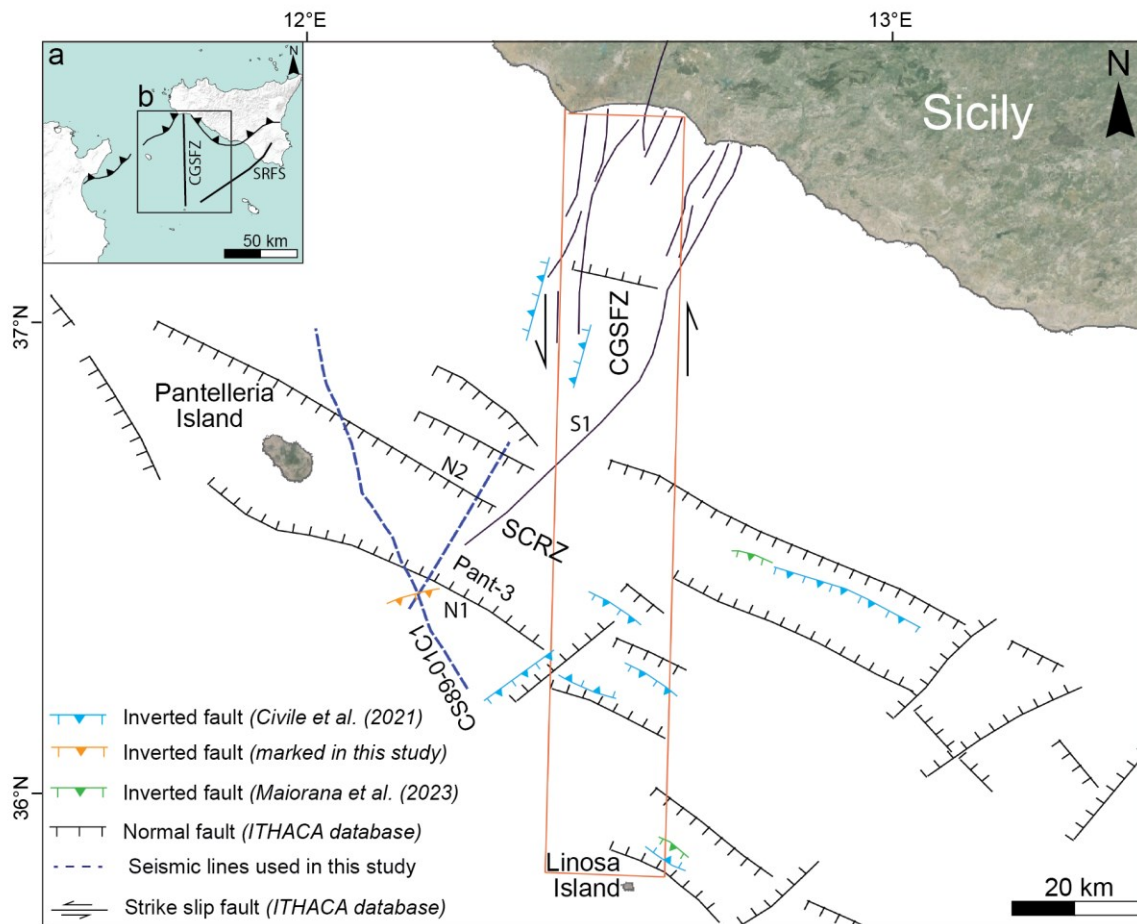 12°E
13°E
a
N
b
CGSFZ
SRFS
50 km
N
Sicily
37°N
CGSFZ
Pantelleria
Island
S1
N2
SCRZ
Pant-3
N1
CS89-01C1
36°N
Inverted fault (Civile et al. (2021)
Inverted fault (marked in this study)
Inverted fault (Maiorana et al. (2023)
Normal fault (ITHACA database)
Seismic lines used in this study
Strike slip fault (ITHACA database)
Linosa
Island
20 km